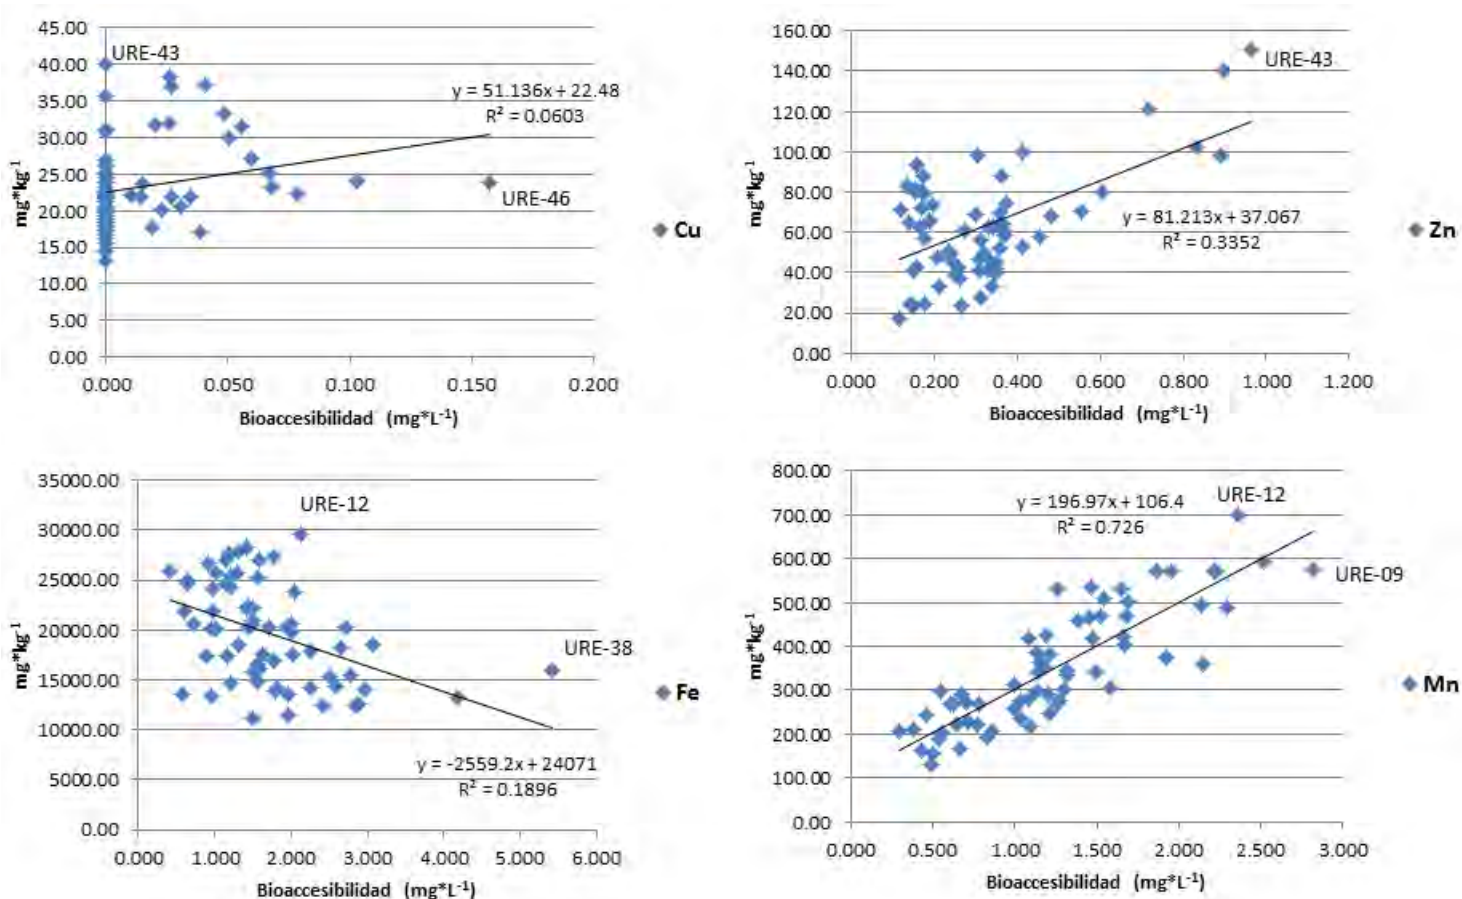 45.00
40.00
35.00
30.00
25.00
20.00
15.00
10.00
5.00
0.00
mg*kg⁻¹
URE-43
y = 51.136x + 22.48
R² = 0.0603
URE-46
Cu
0.000 0.050 0.100 0.150 0.200
Bioaccesibilidad (mg*L⁻¹)
160.00
140.00
120.00
100.00
80.00
60.00
40.00
20.00
0.00
mg*kg⁻¹
URE-43
y = 81.213x + 37.067
R² = 0.3352
Zn
0.000 0.200 0.400 0.600 0.800 1.000 1.200
Bioaccesibilidad (mg*L⁻¹)
35000.00
30000.00
25000.00
20000.00
15000.00
10000.00
5000.00
0.00
mg*kg⁻¹
URE-12
URE-38
Fe
y = -2559.2x + 24071
R² = 0.1896
0.000 1.000 2.000 3.000 4.000 5.000 6.000
Bioaccesibilidad (mg*L⁻¹)
800.00
700.00
600.00
500.00
400.00
300.00
200.00
100.00
0.00
mg*kg⁻¹
URE-12
y = 196.97x + 106.4
R² = 0.726
URE-09
Mn
0.000 0.500 1.000 1.500 2.000 2.500 3.000
Bioaccesibilidad (mg*L⁻¹)